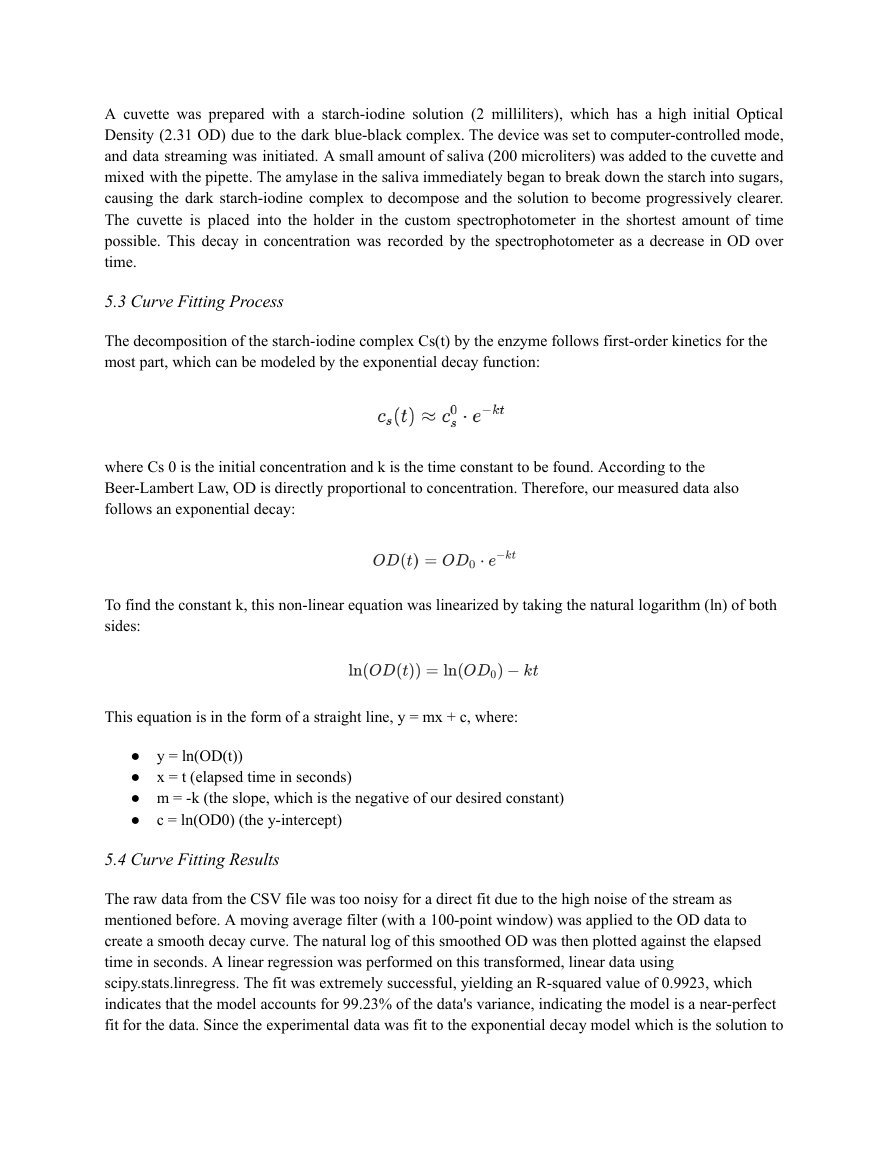 A cuvette was prepared with a starch-iodine solution (2 milliliters), which has a high initial Optical
Density (2.31 OD) due to the dark blue-black complex. The device was set to computer-controlled mode,
and data streaming was initiated. A small amount of saliva (200 microliters) was added to the cuvette and
mixed with the pipette. The amylase in the saliva immediately began to break down the starch into sugars,
causing the dark starch-iodine complex to decompose and the solution to become progressively clearer.
The cuvette is placed into the holder in the custom spectrophotometer in the shortest amount of time
possible. This decay in concentration was recorded by the spectrophotometer as a decrease in OD over
time.
5.3 Curve Fitting Process
The decomposition of the starch-iodine complex Cs(t) by the enzyme follows first-order kinetics for the
most part, which can be modeled by the exponential decay function:
c_s(t) ≈ c_s^0 · e^{−kt}
where Cs 0 is the initial concentration and k is the time constant to be found. According to the
Beer-Lambert Law, OD is directly proportional to concentration. Therefore, our measured data also
follows an exponential decay:
OD(t) = OD_0 · e^{−kt}
To find the constant k, this non-linear equation was linearized by taking the natural logarithm (ln) of both
sides:
ln(OD(t)) = ln(OD_0) − kt
This equation is in the form of a straight line, y = mx + c, where:
● y = ln(OD(t))
● x = t (elapsed time in seconds)
● m = -k (the slope, which is the negative of our desired constant)
● c = ln(OD0) (the y-intercept)
5.4 Curve Fitting Results
The raw data from the CSV file was too noisy for a direct fit due to the high noise of the stream as
mentioned before. A moving average filter (with a 100-point window) was applied to the OD data to
create a smooth decay curve. The natural log of this smoothed OD was then plotted against the elapsed
time in seconds. A linear regression was performed on this transformed, linear data using
scipy.stats.linregress. The fit was extremely successful, yielding an R-squared value of 0.9923, which
indicates that the model accounts for 99.23% of the data's variance, indicating the model is a near-perfect
fit for the data. Since the experimental data was fit to the exponential decay model which is the solution to